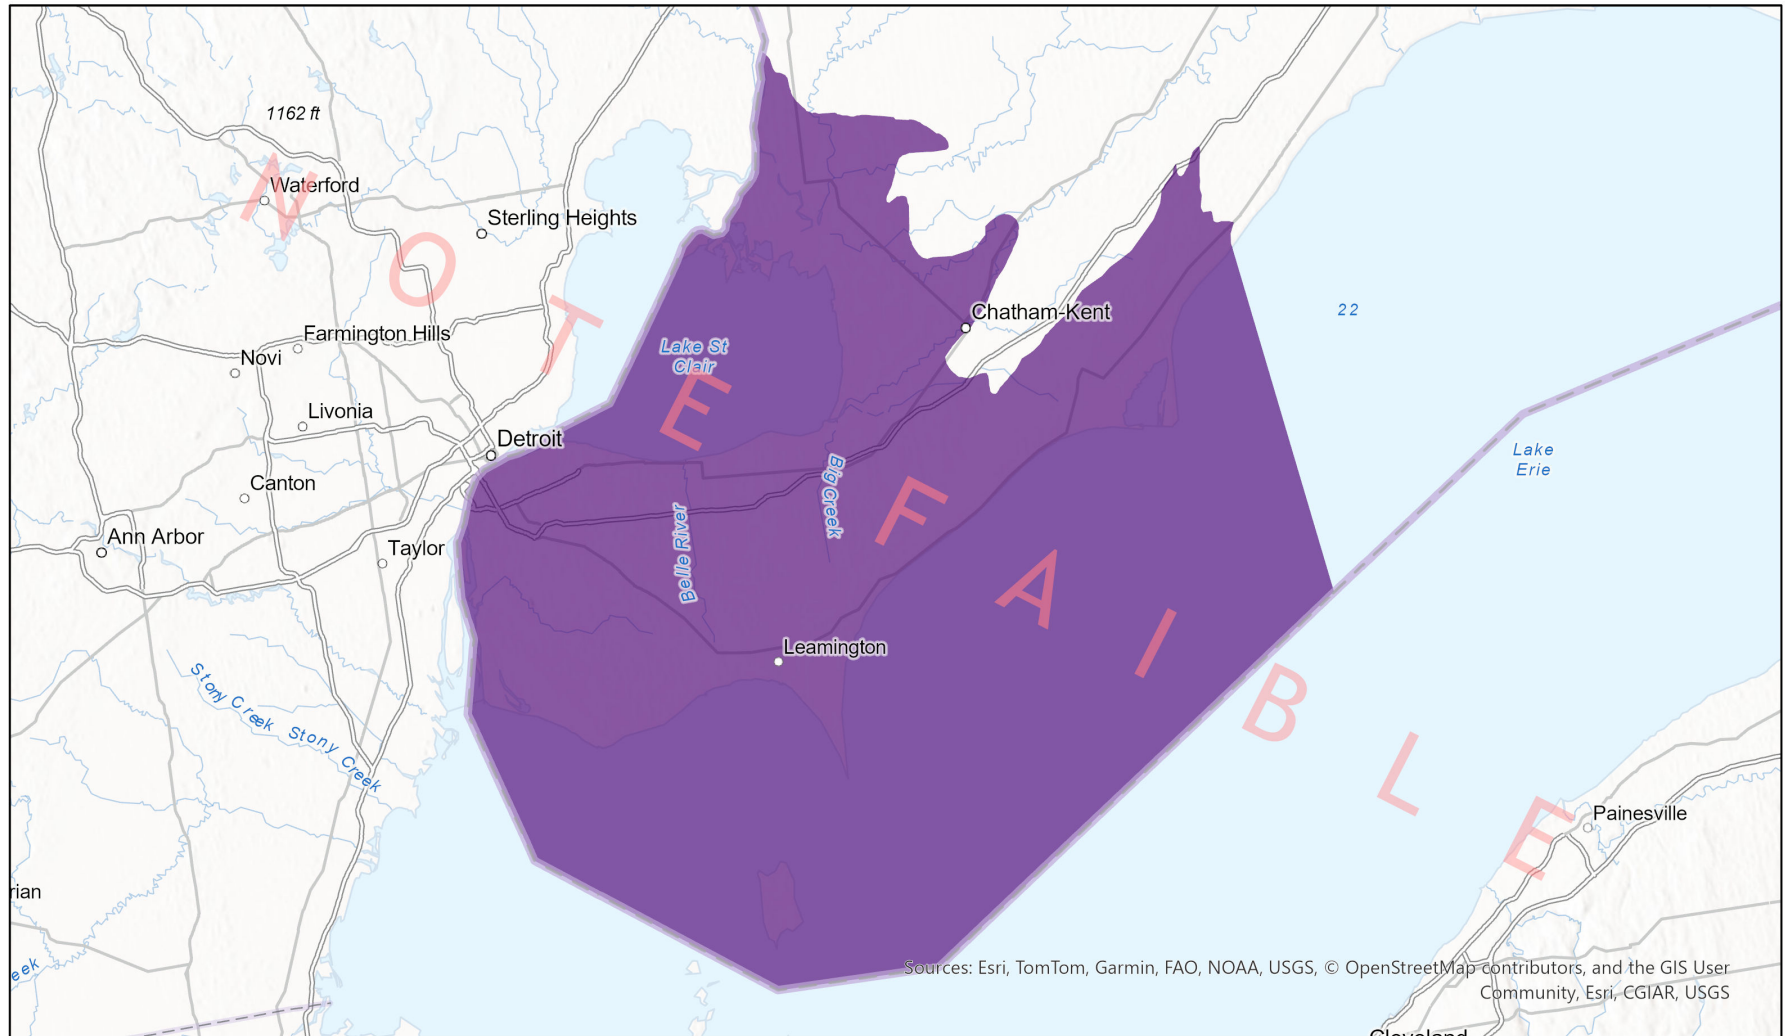 1162 ft
Waterford
Sterling Heights
NOTE FAIBLE
Chatham-Kent
22
Farmington Hills
Lake St
Clair
Novi
Livonia
Detroit
Lake
Erie
Canton
Big Creek
Belle River
Ann Arbor
Taylor
Leamington
Stony Creek Stony Creek
Painesville
rian
eek
Sources: Esri, TomTom, Garmin, FAO, NOAA, USGS, © OpenStreetMap contributors, and the GIS User
Community, Esri, CGIAR, USGS
Cleveland